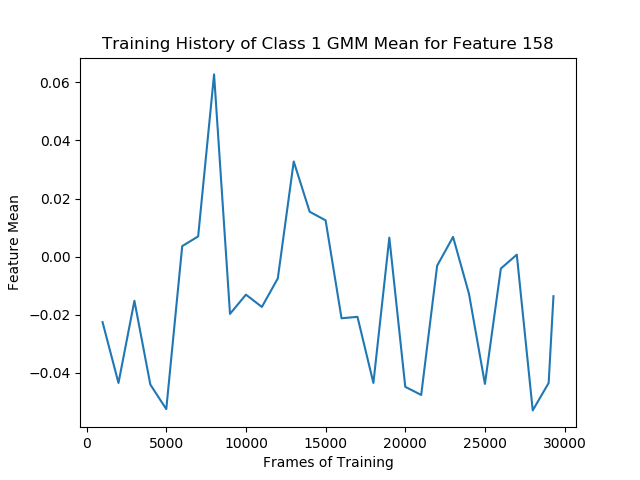 Training History of Class 1 GMM Mean for Feature 158
0.06
0.04
0.02
0.00
−0.02
−0.04
Feature Mean
0 5000 10000 15000 20000 25000 30000
Frames of Training